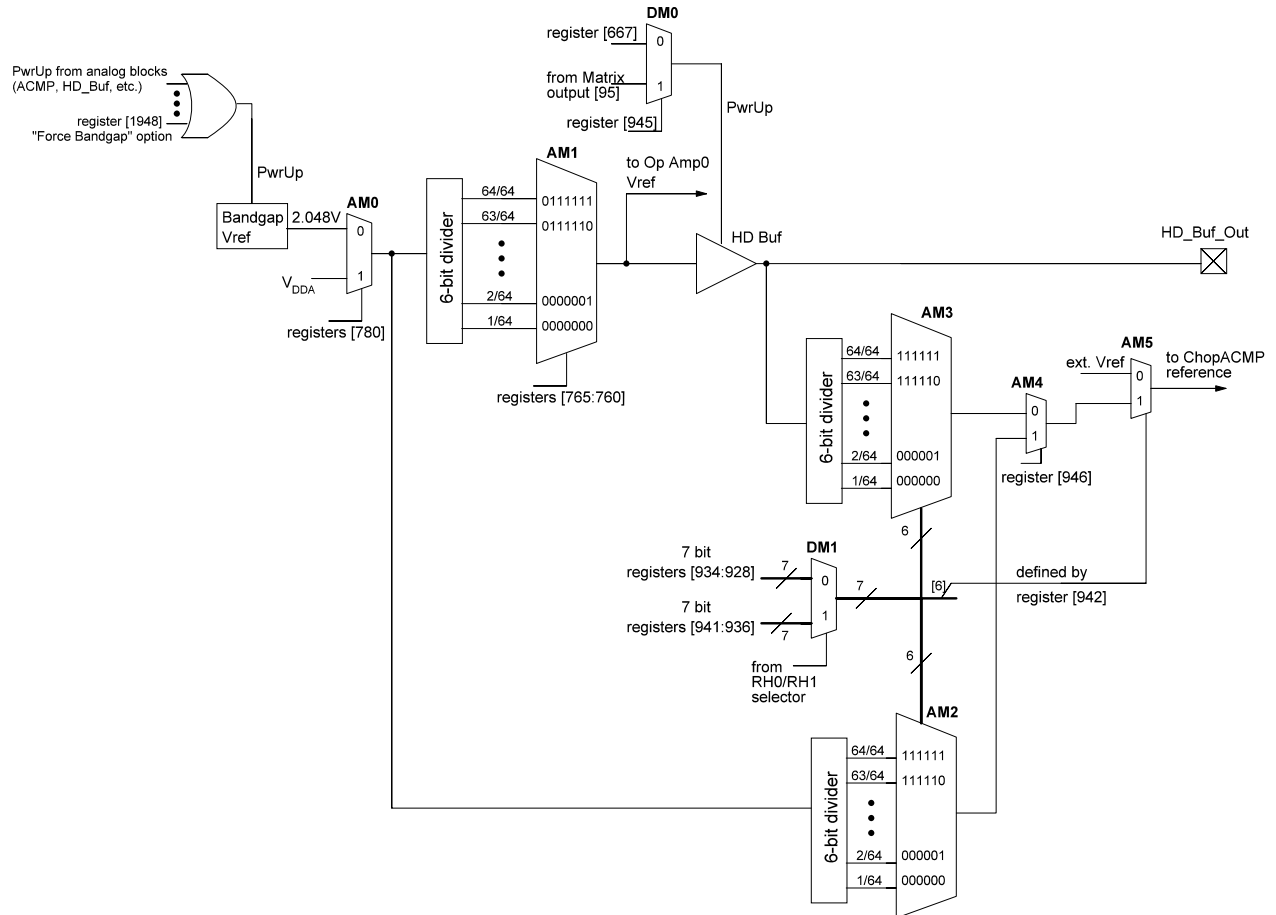 DM0
register [667]
0
from Matrix
output [95]
1
register [945]
PwrUp
PwrUp from analog blocks
(ACMP, HD_Buf, etc.)
register [1948]
"Force Bandgap" option
PwrUp
Bandgap
Vref
2.048V
AM0
0
1
VDDA
registers [780]
6-bit divider
AM1
64/64
0111111
63/64
0111110
2/64
0000001
1/64
0000000
registers [765:760]
to Op Amp0
Vref
HD Buf
HD_Buf_Out
6-bit divider
AM3
64/64
111111
63/64
111110
2/64
000001
1/64
000000
AM4
0
1
register [946]
AM5
ext. Vref
0
1
to ChopACMP
reference
6
DM1
7 bit
registers [934:928]
7
0
7 bit
registers [941:936]
7
1
from
RH0/RH1
selector
7
[6]
defined by
register [942]
6
6-bit divider
AM2
64/64
111111
63/64
111110
2/64
000001
1/64
000000